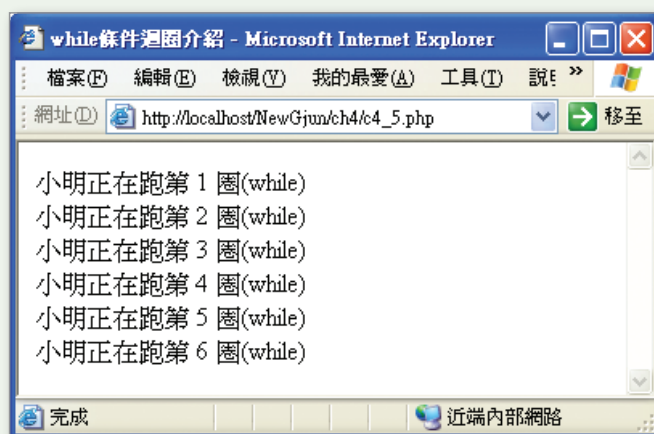 while條件迴圈介紹 - Microsoft Internet Explorer
檔案(F) 編輯(E) 檢視(V) 我的最愛(A) 工具(T) 說 »
網址(D) http://localhost/NewGjun/ch4/c4_5.php 移至
小明正在跑第 1 圈(while)
小明正在跑第 2 圈(while)
小明正在跑第 3 圈(while)
小明正在跑第 4 圈(while)
小明正在跑第 5 圈(while)
小明正在跑第 6 圈(while)
完成 近端內部網路